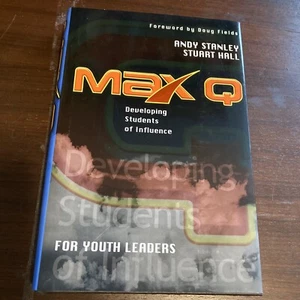 Foreword by Doug Fields
ANDY STANLEY
STUART HALL
MAX Q
Developing
Students
of Influence
Developing
Students
FOR YOUTH LEADERS
of Influence